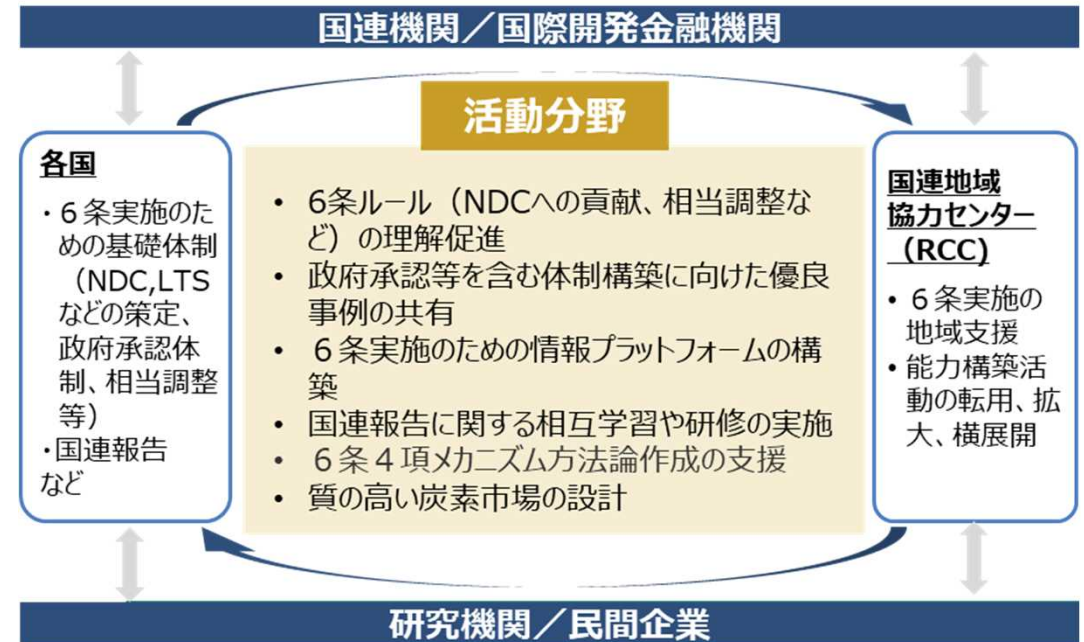 国連機関／国際開発金融機関
活動分野
各国
・６条実施のた
めの基礎体制
（NDC,LTS
などの策定、
政府承認体
制、相当調整
等）
・国連報告
など
• 6条ルール（NDCへの貢献、相当調整な
ど）の理解促進
• 政府承認等を含む体制構築に向けた優良
事例の共有
• ６条実施のための情報プラットフォームの構
築
• 国連報告に関する相互学習や研修の実施
• ６条４項メカニズム方法論作成の支援
• 質の高い炭素市場の設計
国連地域
協力センター
（RCC)
• ６条実施の
地域支援
• 能力構築活
動の転用、拡
大、横展開
研究機関／民間企業